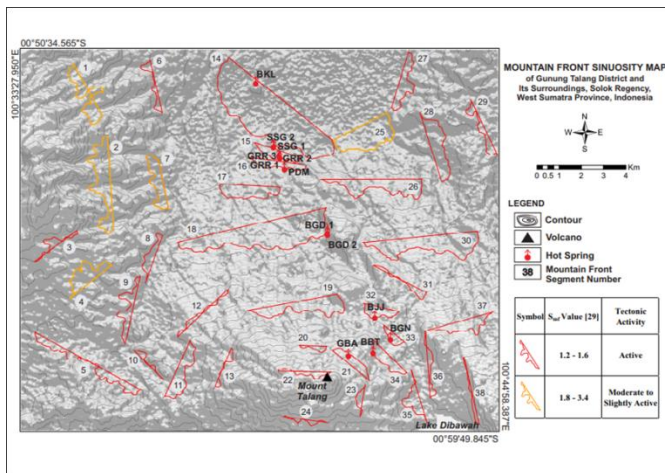 00°50'34.565"S
100°33'27.950"E
MOUNTAIN FRONT SINUOSITY MAP
of Gunung Talang District and
Its Surroundings, Solok Regency,
West Sumatra Province, Indonesia
N
W E
S
0 0.5 1 2 3 4
Km
LEGEND
Contour
Volcano
Hot Spring
38 Mountain Front
Segment Number
Symbol Smf Value [29] Tectonic
Activity
1.2 - 1.6 Active
1.8 - 3.4 Moderate to
Slightly Active
1
6
14
BKL
27
2
7
15
SSG 2
SSG 1
GRR 3
GRR 2
16
GRR 1
PDM
25
28
29
17
26
3
8
18
BGD 1
BGD 2
30
4
9
12
19
31
32
BJJ
37
5
10
11
13
20
GBA
BBT
BGN
33
22
Mount
Talang
21
23
34
35
36
38
24
Lake Dibawah
100°44'58.387"E
00°59'49.845"S